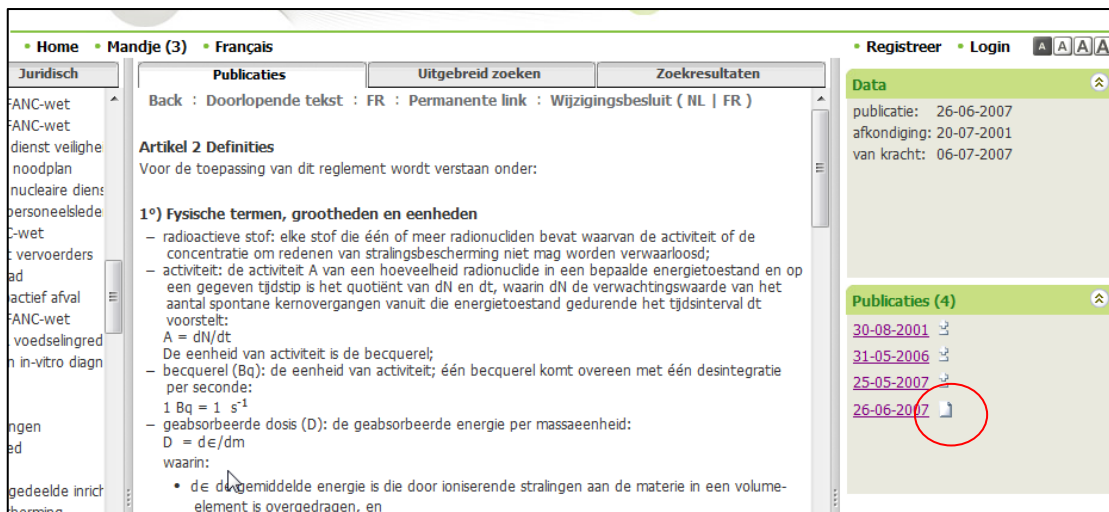 Home • Mandje (3) • Français
• Registreer • Login A A A A
Juridisch
FANC-wet
FANC-wet
dienst veilighe
noodplan
nucleaire diens
personeelslede
C-wet
t vervoerders
ad
pactief afval
FANC-wet
voedselingred
n in-vitro diagn
ngen
ed
gedeelde inrich
Publicaties
Uitgebreid zoeken
Zoekresultaten
Back : Doorlopende tekst : FR : Permanente link : Wijzigingsbesluit ( NL | FR )
Artikel 2 Definities
Voor de toepassing van dit reglement wordt verstaan onder:
1°) Fysische termen, grootheden en eenheden
– radioactieve stof: elke stof die één of meer radionucliden bevat waarvan de activiteit of de
concentratie om redenen van stralingsbescherming niet mag worden verwaarloosd;
– activiteit: de activiteit A van een hoeveelheid radionuclide in een bepaalde energietoestand en op
een gegeven tijdstip is het quotiënt van dN en dt, waarin dN de verwachtingswaarde van het
aantal spontane kernovergangen vanuit die energietoestand gedurende het tijdsinterval dt
voorstelt:
A = dN/dt
De eenheid van activiteit is de becquerel;
– becquerel (Bq): de eenheid van activiteit; één becquerel komt overeen met één desintegratie
per seconde:
1 Bq = 1 s-1
– geabsorbeerde dosis (D): de geabsorbeerde energie per massaeenheid:
D = d∈/dm
waarin:
• d∈ de gemiddelde energie is die door ioniserende stralingen aan de materie in een volume-
element is overgedragen, en
Data
publicatie: 26-06-2007
afkondiging: 20-07-2001
van kracht: 06-07-2007
Publicaties (4)
30-08-2001
31-05-2006
25-05-2007
26-06-2007